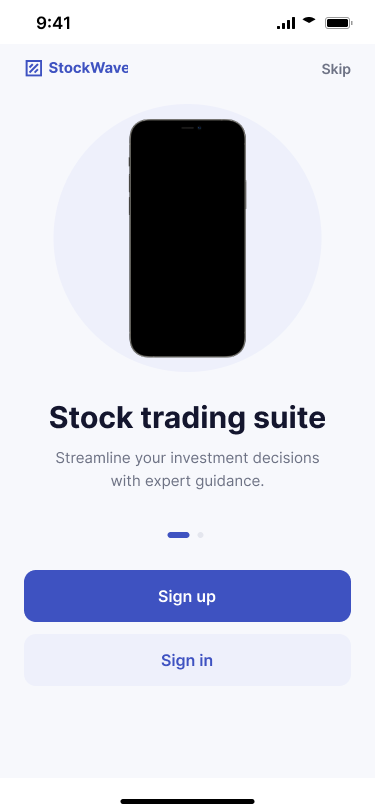 9:41
StockWave
Skip
Stock trading suite
Streamline your investment decisions
with expert guidance.
Sign up
Sign in